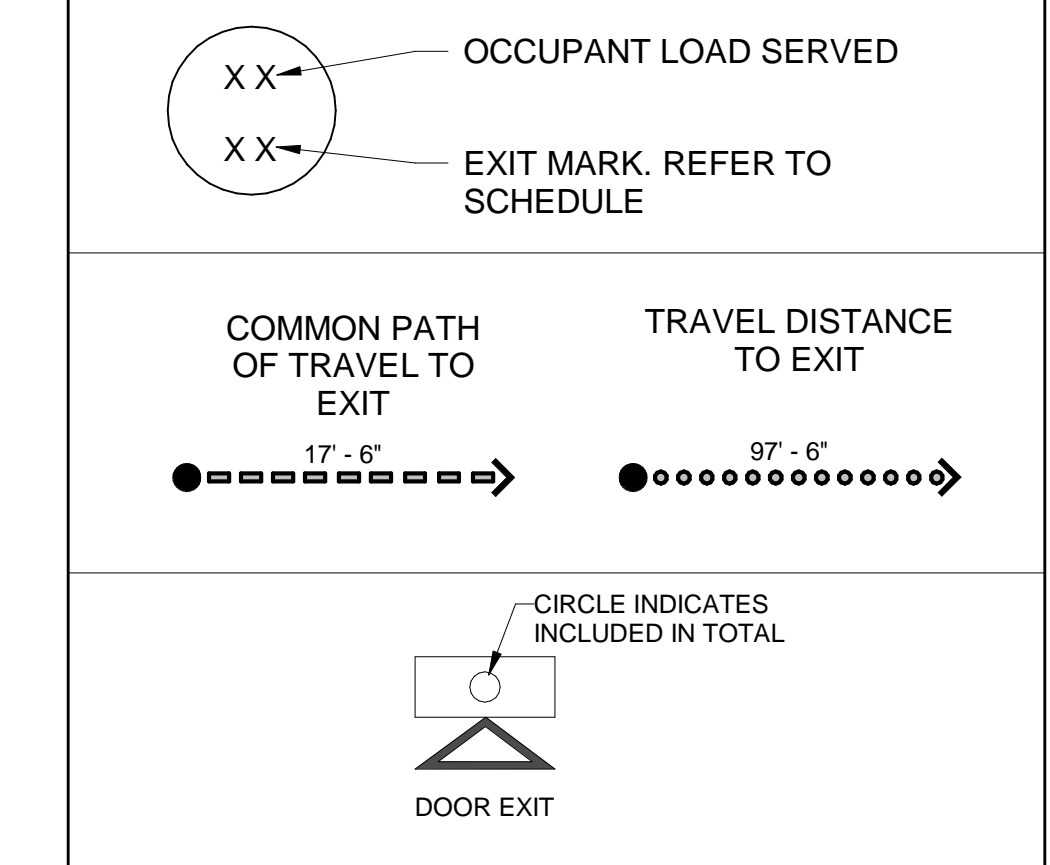 X X
OCCUPANT LOAD SERVED
X X
EXIT MARK. REFER TO
SCHEDULE
COMMON PATH
OF TRAVEL TO
EXIT
17' - 6"
TRAVEL DISTANCE
TO EXIT
97' - 6"
CIRCLE INDICATES
INCLUDED IN TOTAL
DOOR EXIT